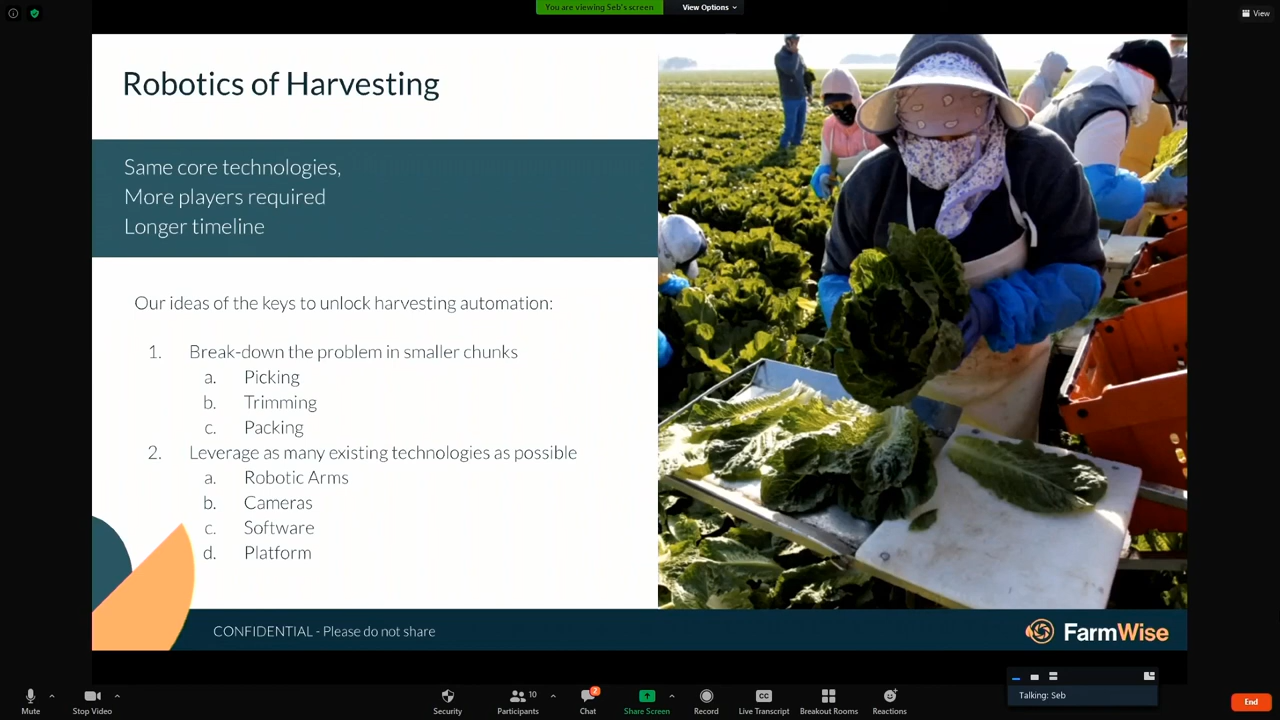 You are viewing Seb's screen
View Options
View
Robotics of Harvesting
Same core technologies,
More players required
Longer timeline
Our ideas of the keys to unlock harvesting automation:
1. Break-down the problem in smaller chunks
a. Picking
b. Trimming
c. Packing
2. Leverage as many existing technologies as possible
a. Robotic Arms
b. Cameras
c. Software
d. Platform
CONFIDENTIAL - Please do not share
FarmWise
Talking: Seb
Mute
Stop Video
Security
Participants 10
Chat 2
Share Screen
Record
CC Live Transcript
Breakout Rooms
Reactions
End